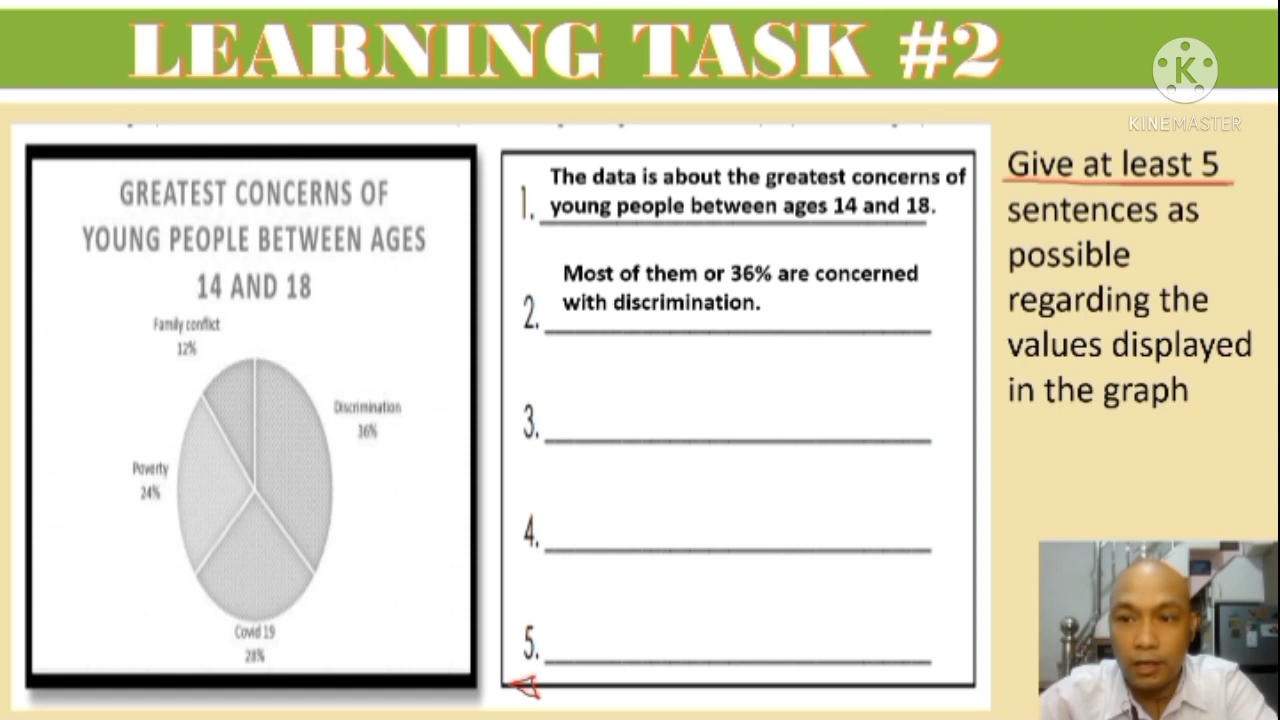 LEARNING TASK #2
K
KINEMASTER
GREATEST CONCERNS OF
YOUNG PEOPLE BETWEEN AGES
14 AND 18
Family conflict
12%
Discrimination
36%
Poverty
24%
Covid 19
28%
1. The data is about the greatest concerns of
young people between ages 14 and 18.
2. Most of them or 36% are concerned
with discrimination.
3.
4.
5.
Give at least 5
sentences as
possible
regarding the
values displayed
in the graph